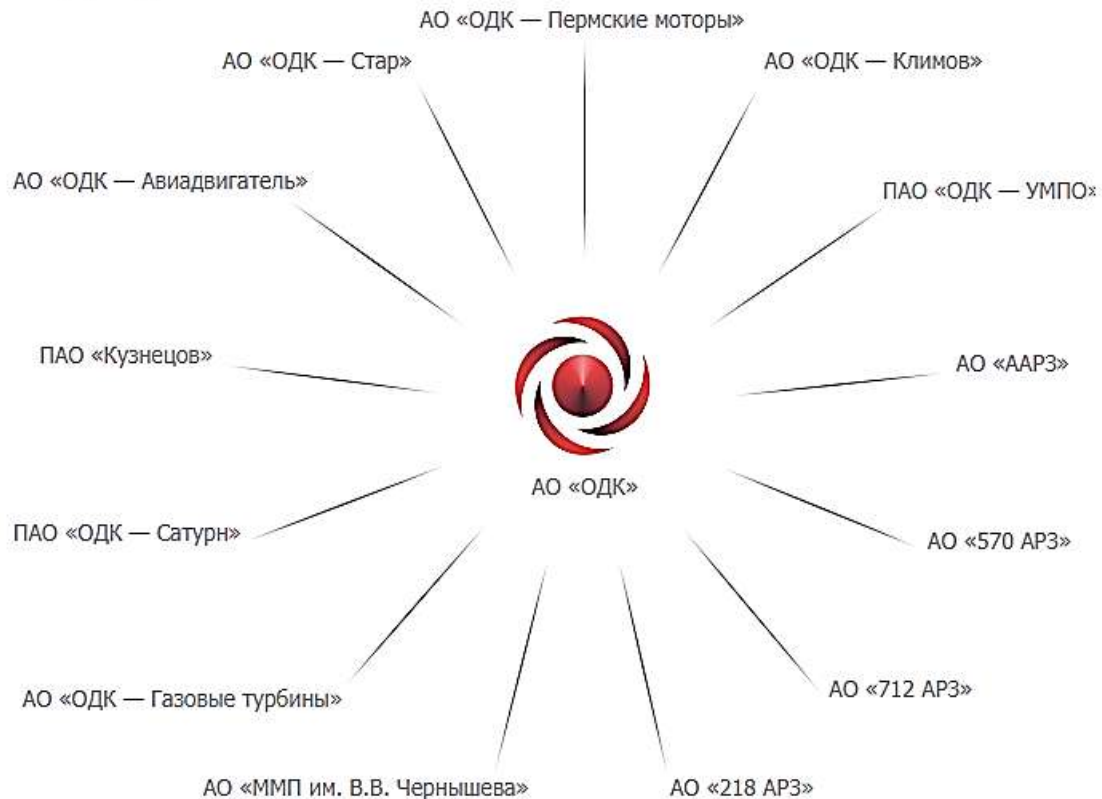 АО «ОДК — Пермские моторы»
АО «ОДК — Стар»
АО «ОДК — Климов»
АО «ОДК — Авиадвигатель»
ПАО «ОДК — УМПО»
ПАО «Кузнецов»
АО «ААРЗ»
АО «ОДК»
ПАО «ОДК — Сатурн»
АО «570 АРЗ»
АО «ОДК — Газовые турбины»
АО «712 АРЗ»
АО «ММП им. В.В. Чернышева»
АО «218 АРЗ»